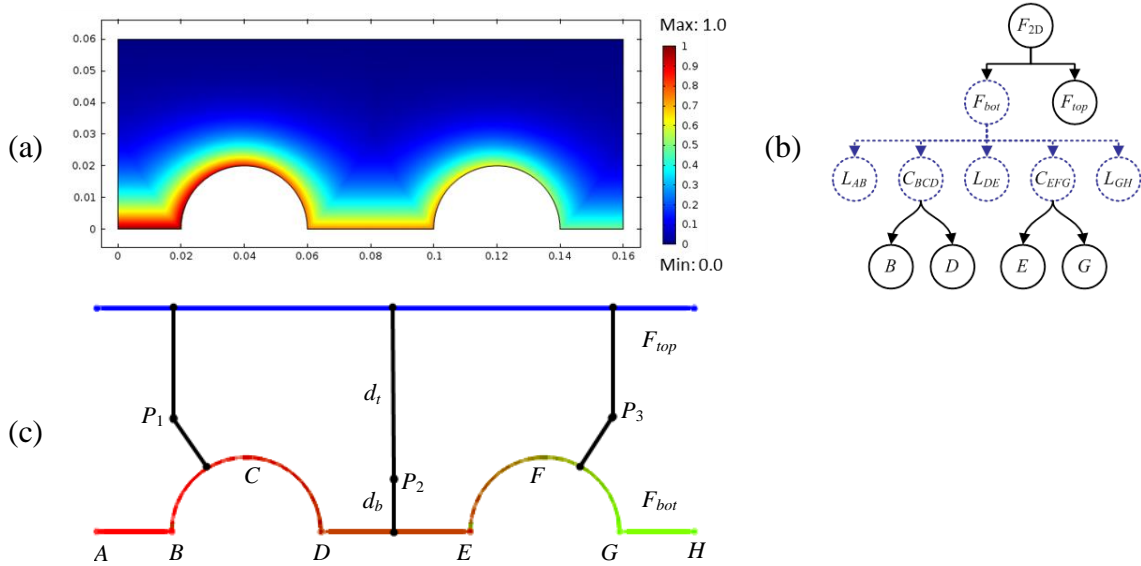 (a)
Max: 1.0
0.06
0.05
0.04
0.03
0.02
0.01
0
0 0.02 0.04 0.06 0.08 0.1 0.12 0.14 0.16
1
0.9
0.8
0.7
0.6
0.5
0.4
0.3
0.2
0.1
0
Min: 0.0
(b)
F2D
Fbot Ftop
LAB CBCD LDE CEFG LGH
B D E G
(c)
Ftop
dt
P1 P3
P2
C F
db Fbot
A B D E G H